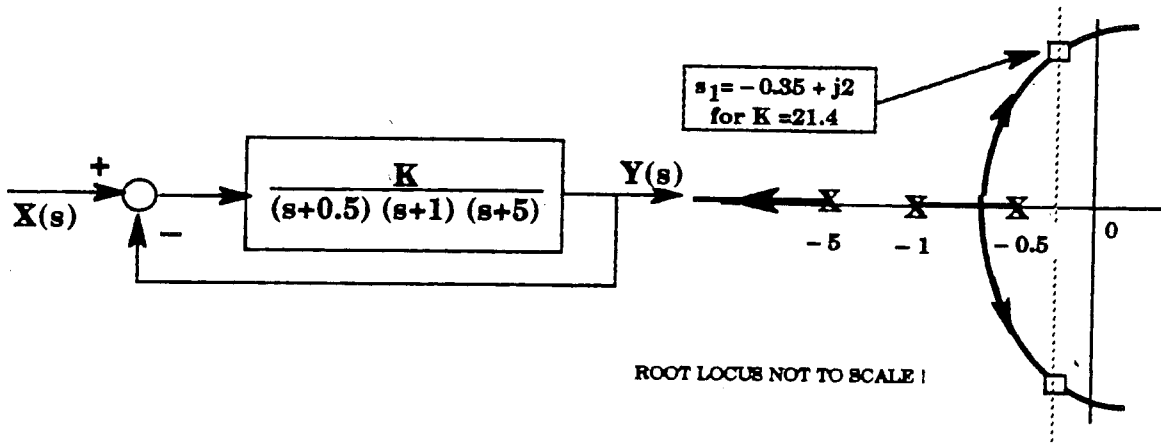 s1= – 0.35 + j2
for K =21.4
+
K
(s+0.5) (s+1) (s+5)
Y(s)
X(s)
–
X X X
– 5 – 1 – 0.5 0
ROOT LOCUS NOT TO SCALE !